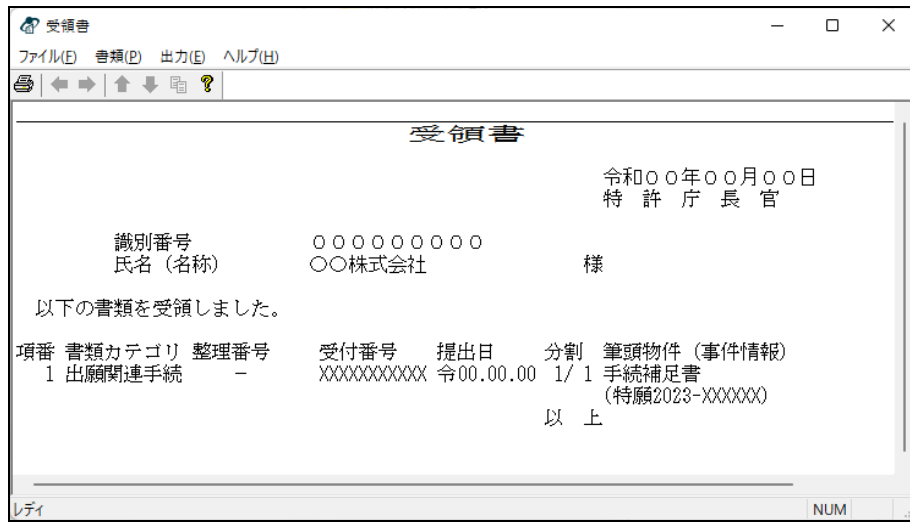 受領書
ファイル(F) 書類(P) 出力(E) ヘルプ(H)
受領書
令和００年００月００日
特 許 庁 長 官
識別番号 ０００００００００
氏名（名称） ○○株式会社 様
以下の書類を受領しました。
項番 書類カテゴリ 整理番号 受付番号 提出日 分割 筆頭物件（事件情報）
1 出願関連手続 − XXXXXXXXXXX 令00.00.00 1/ 1 手続補足書
(特願2023-XXXXXX)
以 上
レディ NUM